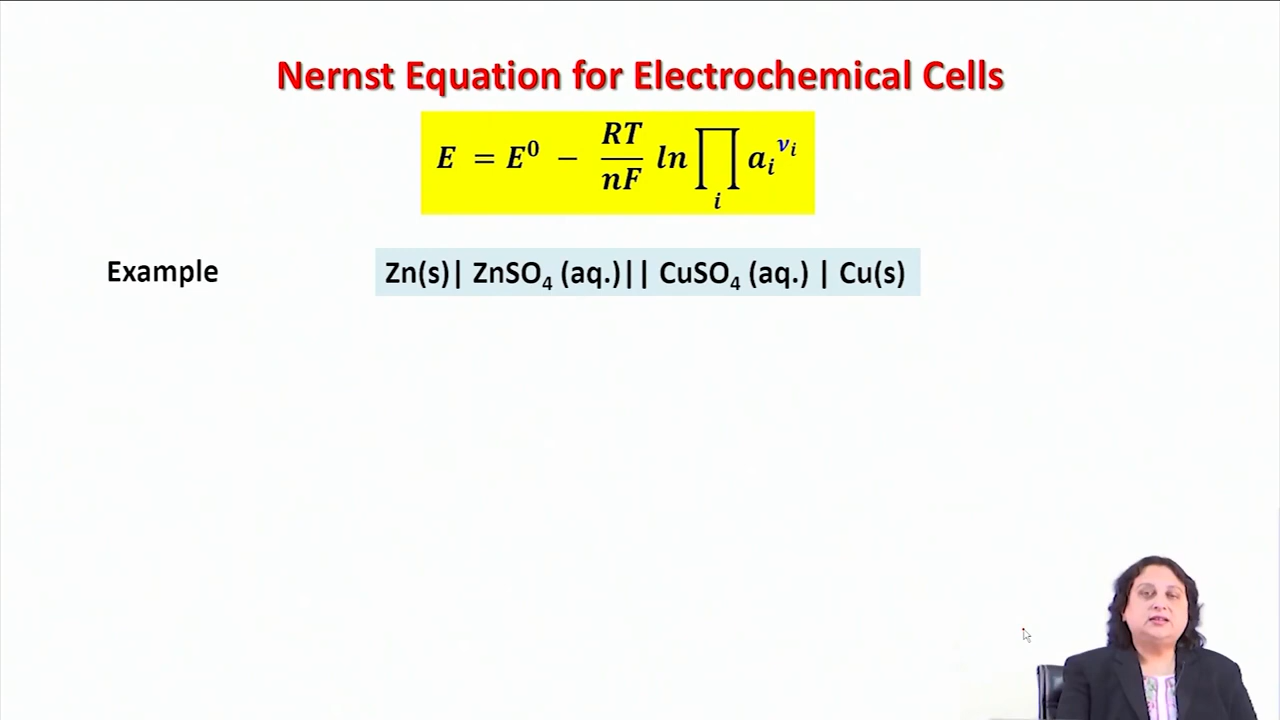 Nernst Equation for Electrochemical Cells
E = E⁰ − RT/nF ln ∏ᵢ aᵢ^νᵢ
Example
Zn(s)| ZnSO₄ (aq.)|| CuSO₄ (aq.) | Cu(s)